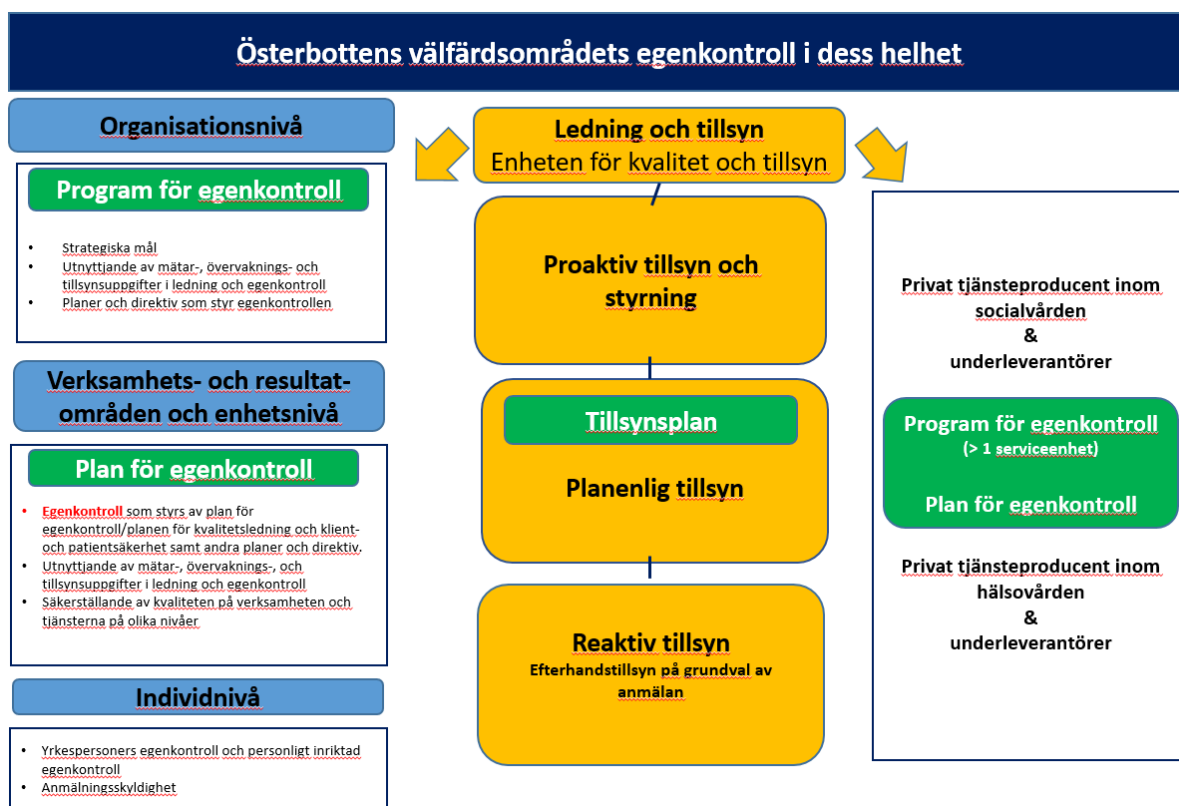 Österbottens välfärdsområdets egenkontroll i dess helhet
Organisationsnivå
Program för egenkontroll
• Strategiska mål
• Utnyttjande av mätar-, övervaknings- och
tillsynsuppgifter i ledning och egenkontroll
• Planer och direktiv som styr egenkontrollen
Verksamhets- och resultat-
områden och enhetsnivå
Plan för egenkontroll
• Egenkontroll som styrs av plan för
egenkontroll/planen för kvalitetsledning och klient-
och patientsäkerhet samt andra planer och direktiv.
• Utnyttjande av mätar-, övervaknings-, och
tillsynsuppgifter i ledning och egenkontroll
• Säkerställande av kvaliteten på verksamheten och
tjänsterna på olika nivåer
Individnivå
• Yrkespersoners egenkontroll och personligt inriktad
egenkontroll
• Anmälningsskyldighet
Ledning och tillsyn
Enheten för kvalitet och tillsyn
Proaktiv tillsyn och
styrning
Tillsynsplan
Planenlig tillsyn
Reaktiv tillsyn
Efterhandstillsyn på grundval av
anmälan
Privat tjänsteproducent inom
socialvården
&
underleverantörer
Program för egenkontroll
(> 1 serviceenhet)
Plan för egenkontroll
Privat tjänsteproducent inom
hälsovården
&
underleverantörer